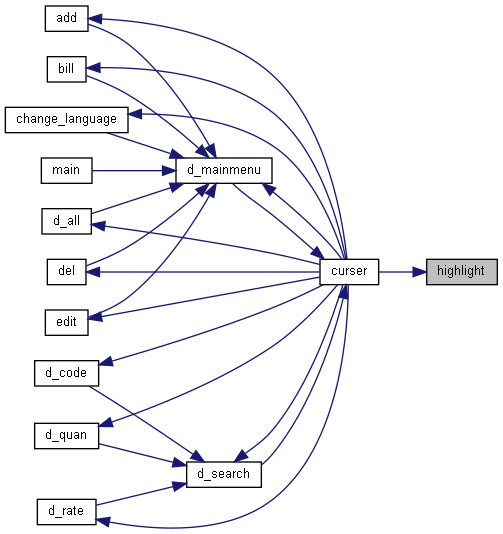 add
bill
change_language
main
d_mainmenu
d_all
del
curser
highlight
edit
d_code
d_quan
d_search
d_rate